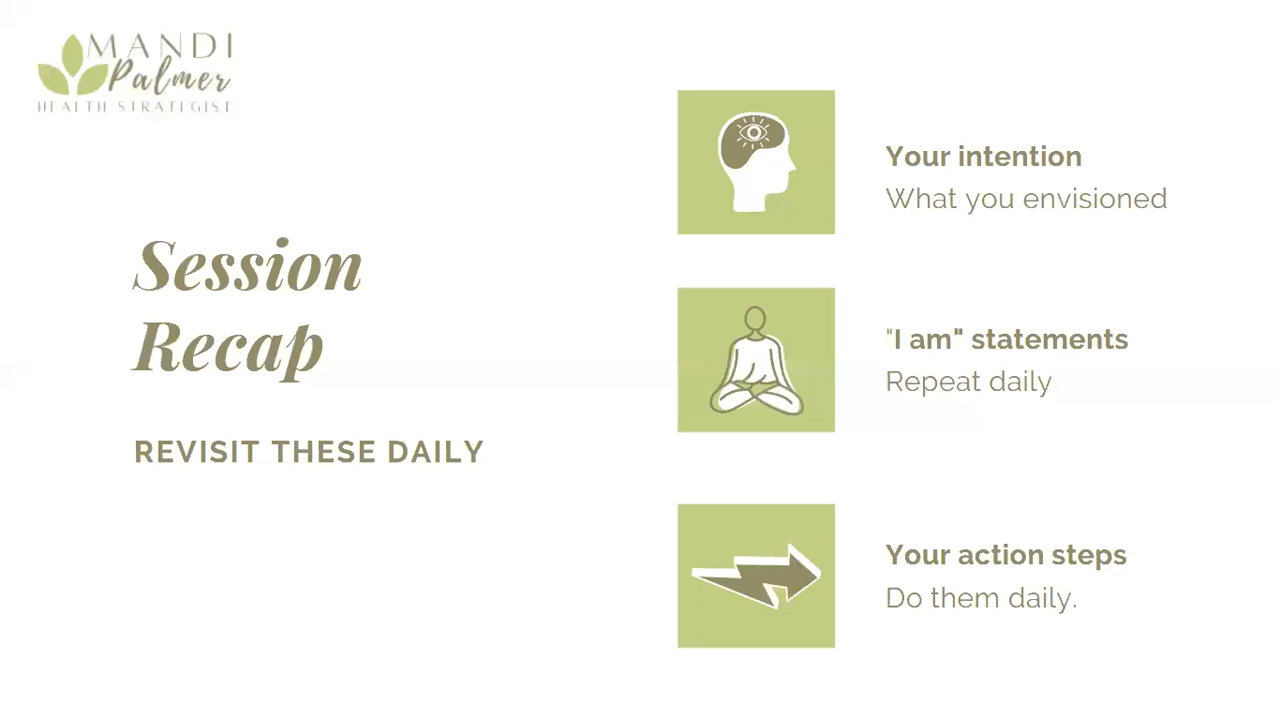 MANDI
Palmer
HEALTH STRATEGIST
Session
Recap
REVISIT THESE DAILY
Your intention
What you envisioned
"I am" statements
Repeat daily
Your action steps
Do them daily.